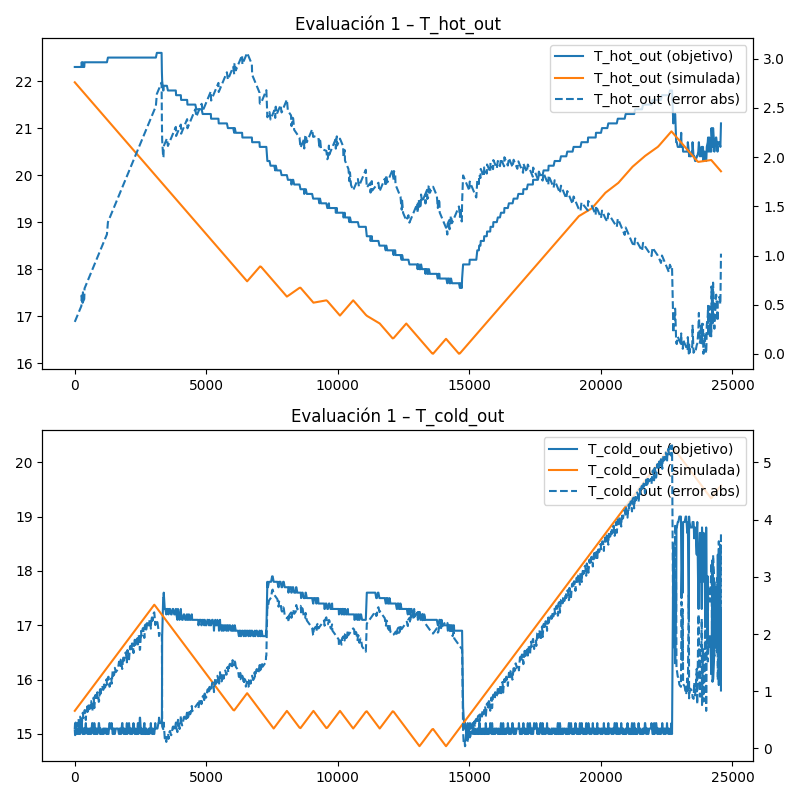 Evaluación 1 – T_hot_out
T_hot_out (objetivo)
T_hot_out (simulada)
T_hot_out (error abs)
22
21
20
19
18
17
16
3.0
2.5
2.0
1.5
1.0
0.5
0.0
0 5000 10000 15000 20000 25000
Evaluación 1 – T_cold_out
T_cold_out (objetivo)
T_cold_out (simulada)
T_cold_out (error abs)
20
19
18
17
16
15
5
4
3
2
1
0
0 5000 10000 15000 20000 25000